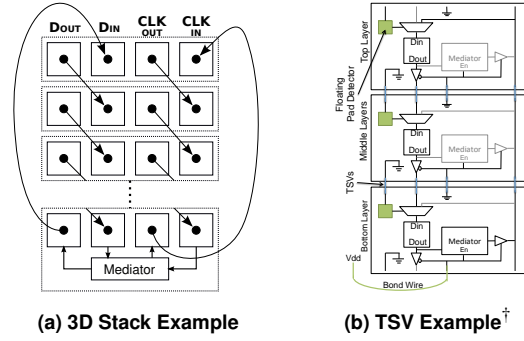 DOUT DIN CLK OUT CLK IN
Mediator
(a) 3D Stack Example
Top Layer
Din
Dout
Mediator
En
Floating
Pad Detector
Middle Layers
Din
Dout
Mediator
En
TSVs
Bottom Layer
Din
Dout
Mediator
En
Vdd
Bond Wire
(b) TSV Example†